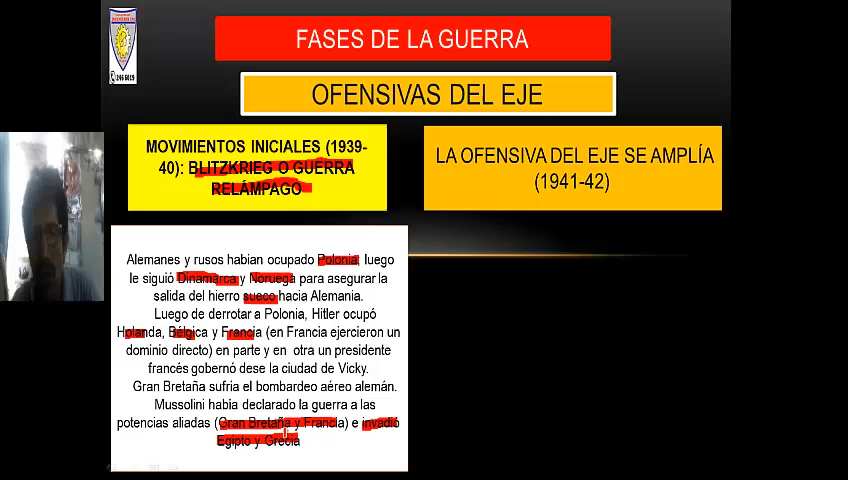 FASES DE LA GUERRA
OFENSIVAS DEL EJE
MOVIMIENTOS INICIALES (1939-
40): BLITZKRIEG O GUERRA
RELÁMPAGO
LA OFENSIVA DEL EJE SE AMPLÍA
(1941-42)
Alemanes y rusos habian ocupado Polonia, luego
le siguió Dinamarca y Noruega para asegurar la
salida del hierro sueco hacia Alemania.
Luego de derrotar a Polonia, Hitler ocupó
Holanda, Bélgica y Francia (en Francia ejercieron un
dominio directo) en parte y en otra un presidente
francés gobernó dese la ciudad de Vicky.
Gran Bretaña sufria el bombardeo aéreo alemán.
Mussolini había declarado la guerra a las
potencias aliadas (Gran Bretaña y Francia) e invadió
Egipto y Grecia